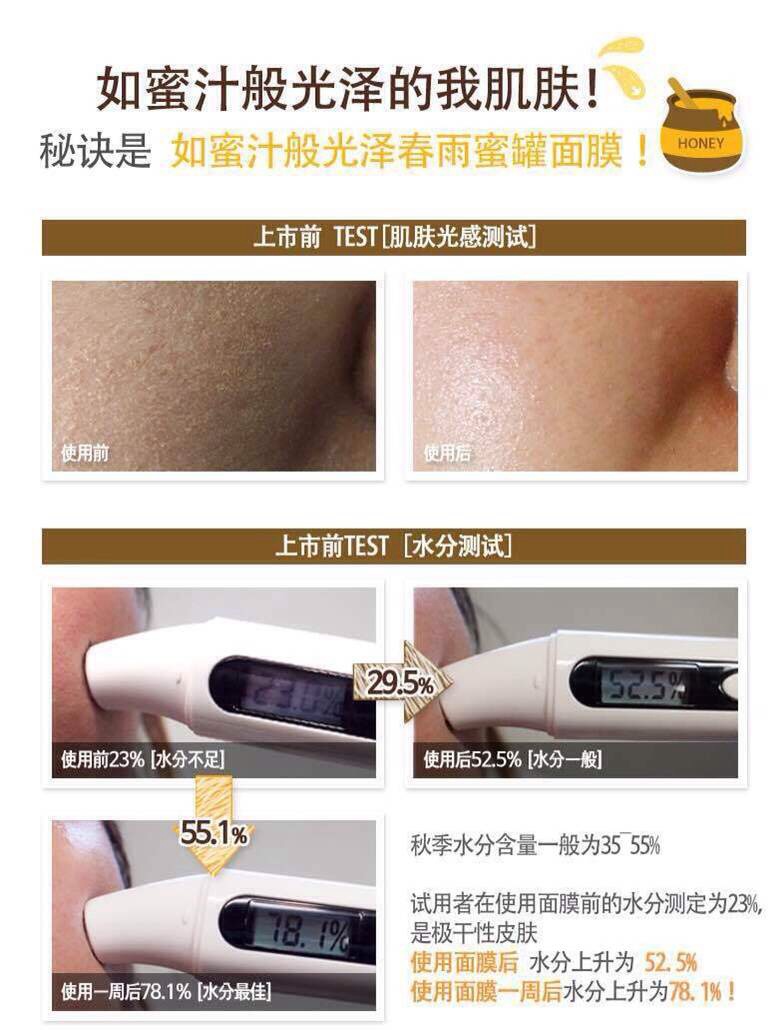 如蜜汁般光泽的我肌肤!
秘诀是 如蜜汁般光泽春雨蜜罐面膜!
HONEY
上市前 TEST[肌肤光感测试]
使用前
使用后
上市前TEST [水分测试]
23.0%
29.5%
52.5%
使用前23% [水分不足]
使用后52.5% [水分一般]
55.1%
78.1%
使用一周后78.1% [水分最佳]
秋季水分含量一般为35¯55%
试用者在使用面膜前的水分测定为23%,
是极干性皮肤
使用面膜后 水分上升为 52.5%
使用面膜一周后水分上升为78.1%!